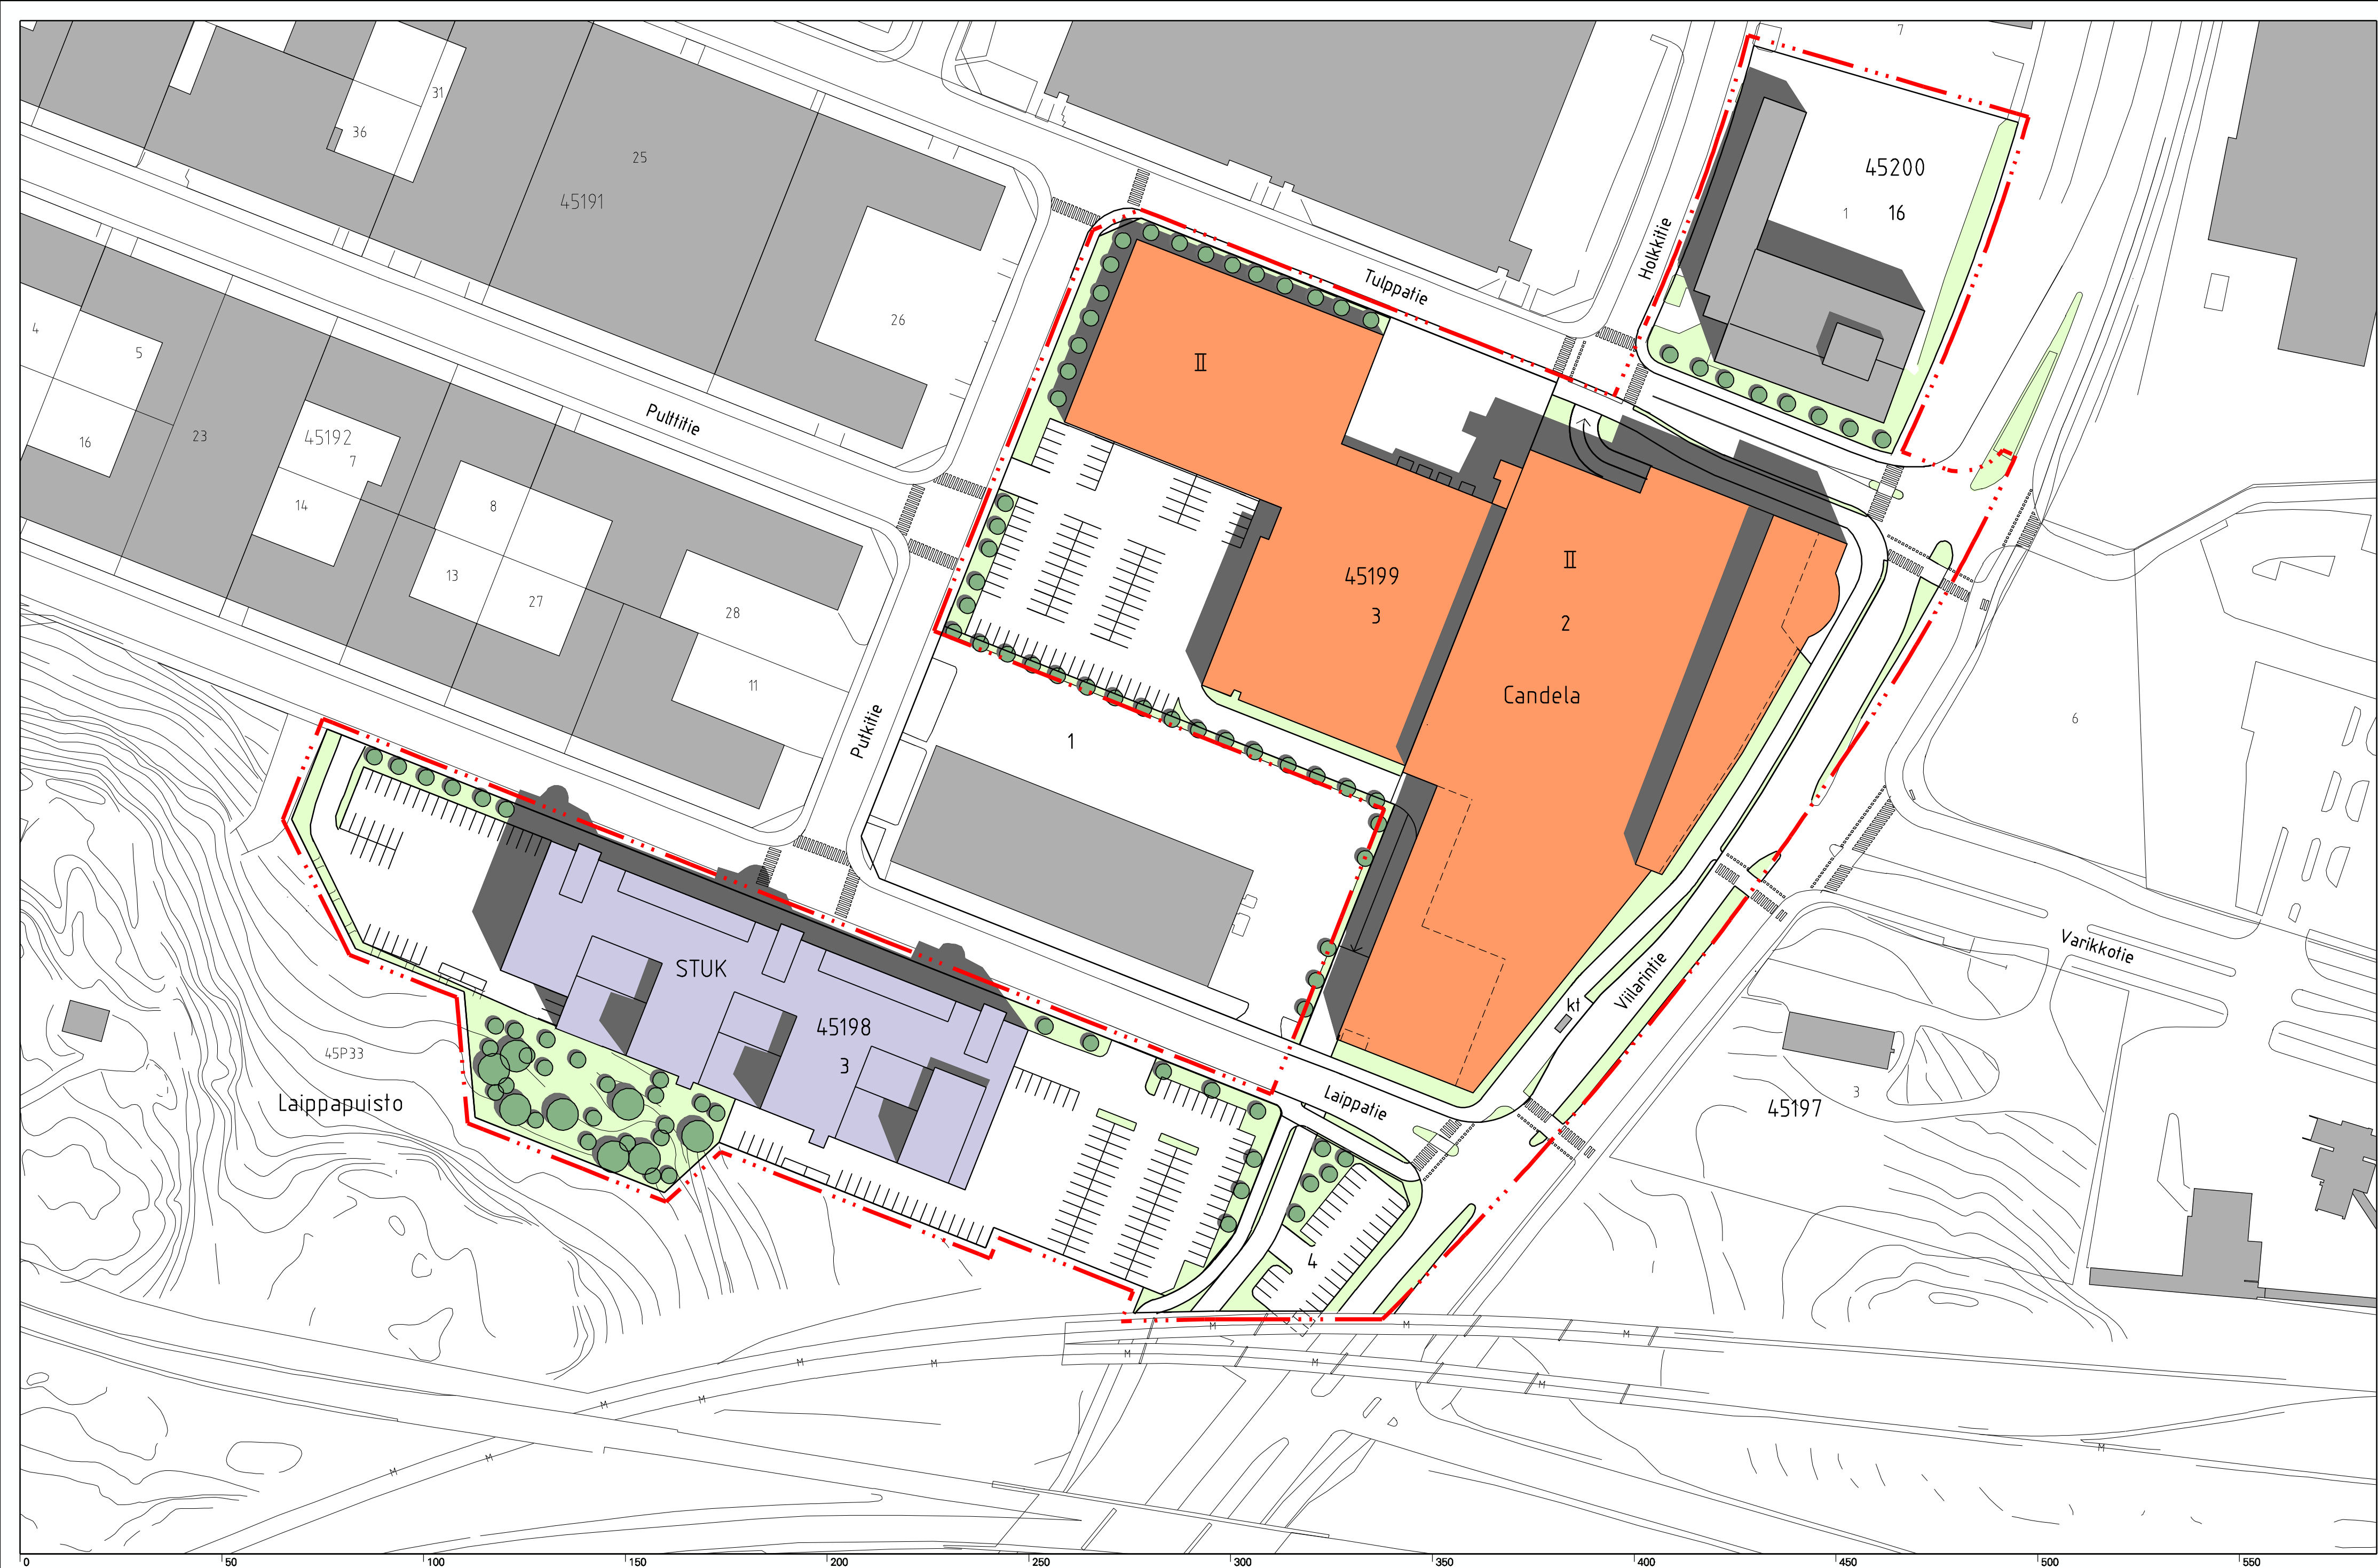 7
31
36
25
45191
45200
1
16
Holkkitie
Tulppatie
26
4
5
II
Pulttitie
16
23
45192
7
8
14
13
27
28
11
II
45199
3
2
Candela
6
Putkitie
1
Varikkotie
STUK
Viilarintie
kt
45198
3
45P33
Laippapuisto
Laippatie
45197
3
4
M
M
M
M
M
M
M
M
M
M
M
M
M
0
50
100
150
200
250
300
350
400
450
500
550